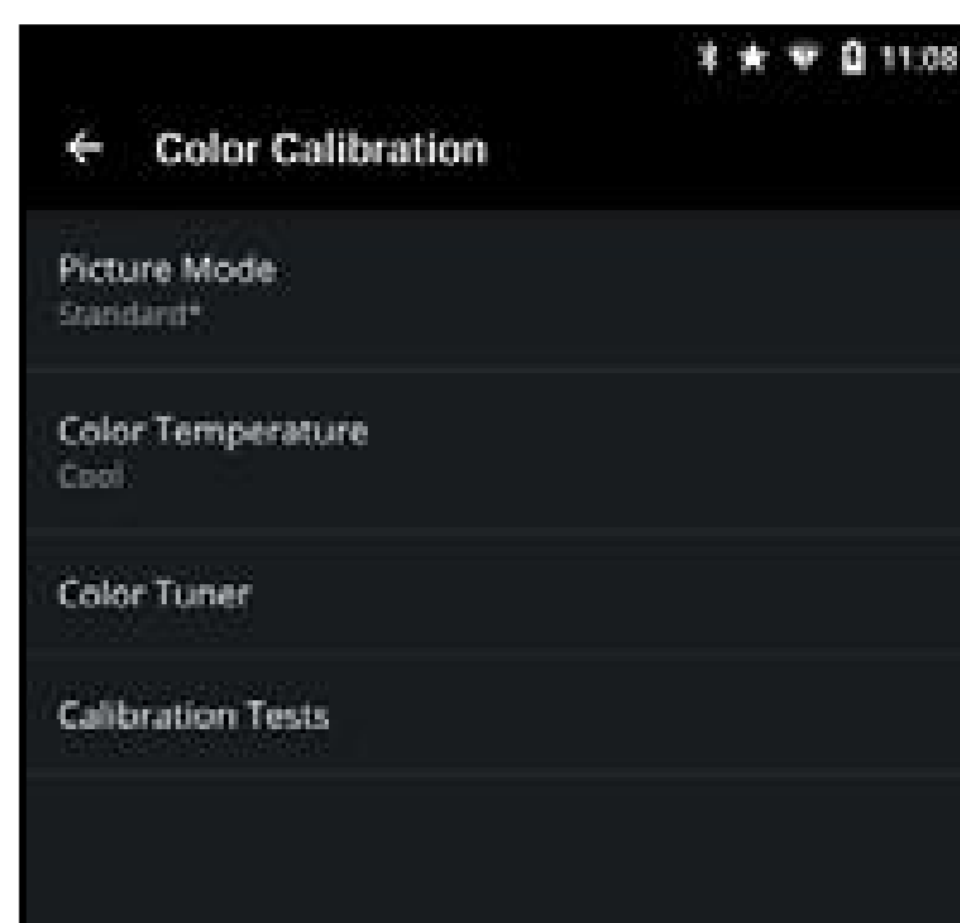 11:08
Color Calibration
Picture Mode
Standard*
Color Temperature
Cool
Color Tuner
Calibration Tests